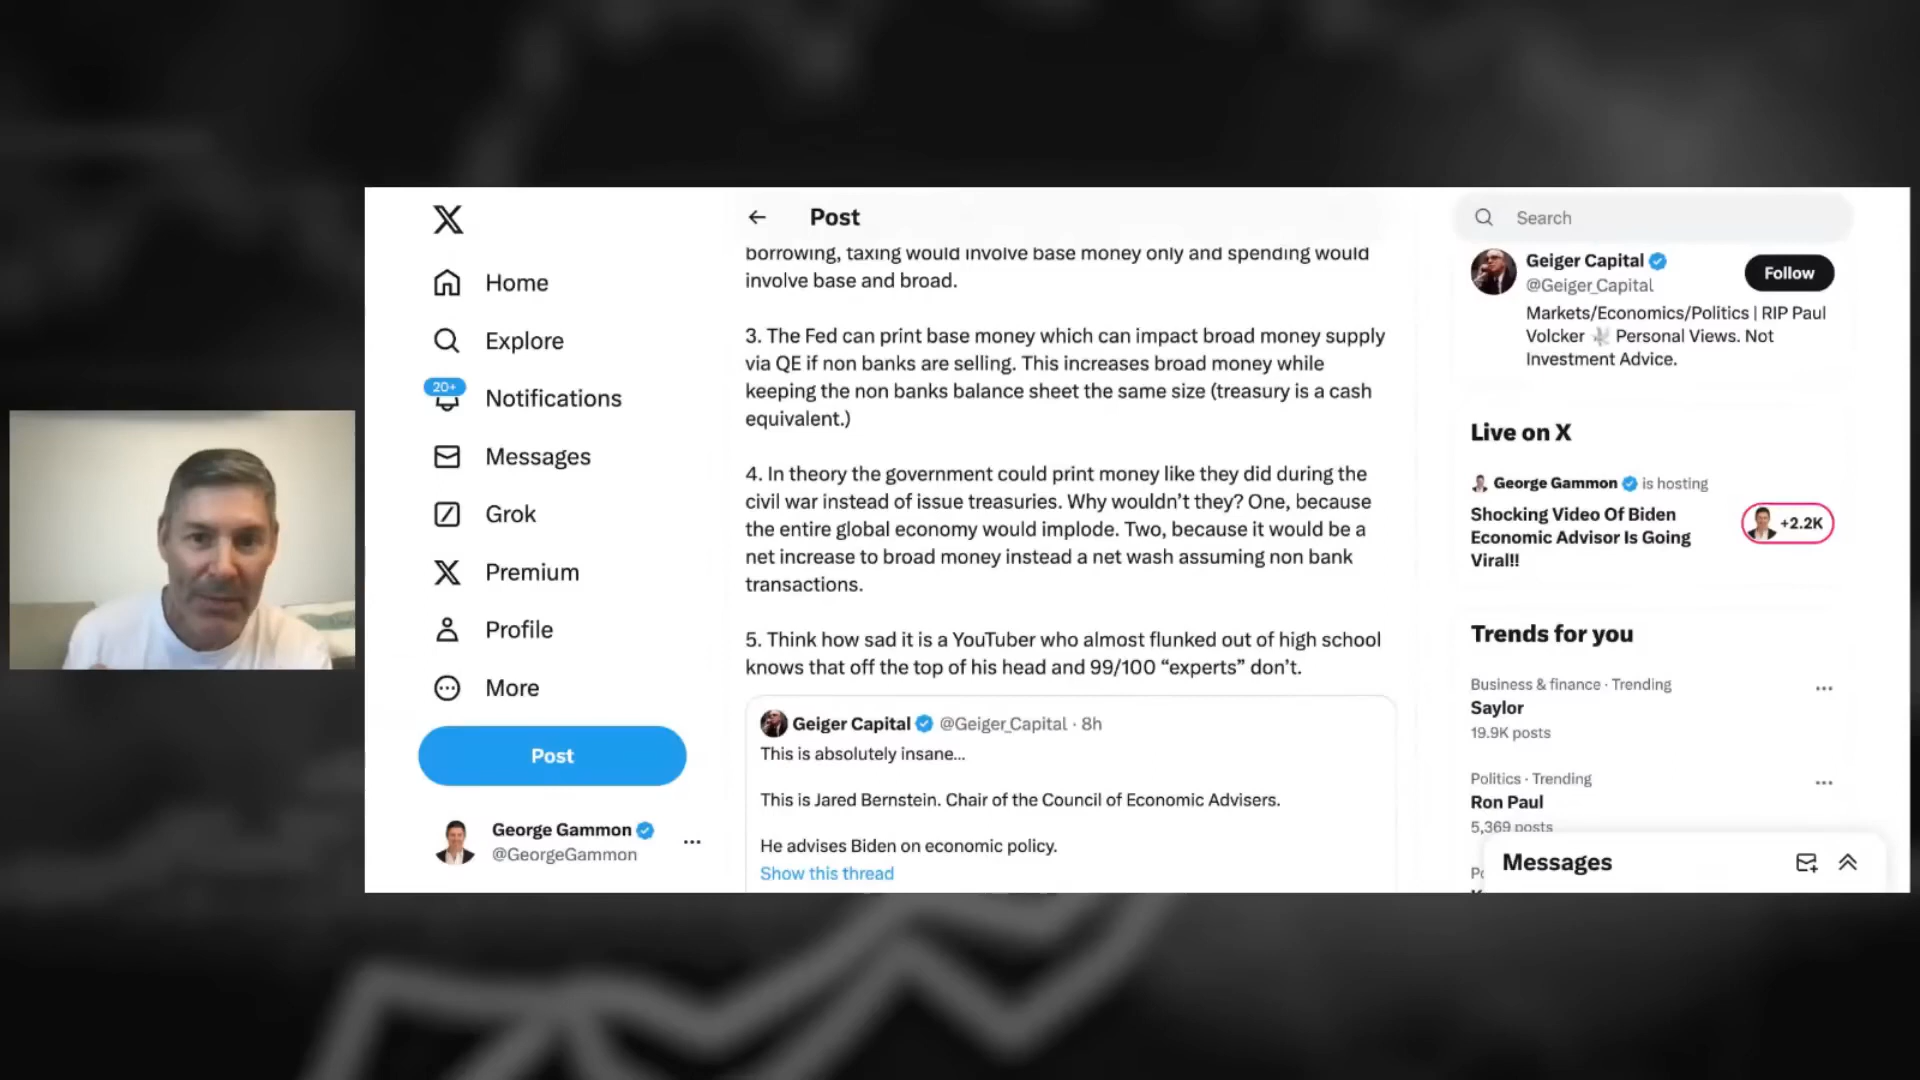 Home
Explore
20+
Notifications
Messages
Grok
Premium
Profile
More
Post
George Gammon
@GeorgeGammon
Post
borrowing, taxing would involve base money only and spending would
involve base and broad.
3. The Fed can print base money which can impact broad money supply
via QE if non banks are selling. This increases broad money while
keeping the non banks balance sheet the same size (treasury is a cash
equivalent.)
4. In theory the government could print money like they did during the
civil war instead of issue treasuries. Why wouldn’t they? One, because
the entire global economy would implode. Two, because it would be a
net increase to broad money instead a net wash assuming non bank
transactions.
5. Think how sad it is a YouTuber who almost flunked out of high school
knows that off the top of his head and 99/100 “experts” don’t.
Geiger Capital @Geiger_Capital · 8h
This is absolutely insane...
This is Jared Bernstein. Chair of the Council of Economic Advisers.
He advises Biden on economic policy.
Show this thread
Search
Geiger Capital
@Geiger_Capital
Follow
Markets/Economics/Politics | RIP Paul
Volcker Personal Views. Not
Investment Advice.
Live on X
George Gammon is hosting
Shocking Video Of Biden
Economic Advisor Is Going
Viral!!
+2.2K
Trends for you
Business & finance · Trending
Saylor
19.9K posts
Politics · Trending
Ron Paul
5,369 posts
Messages